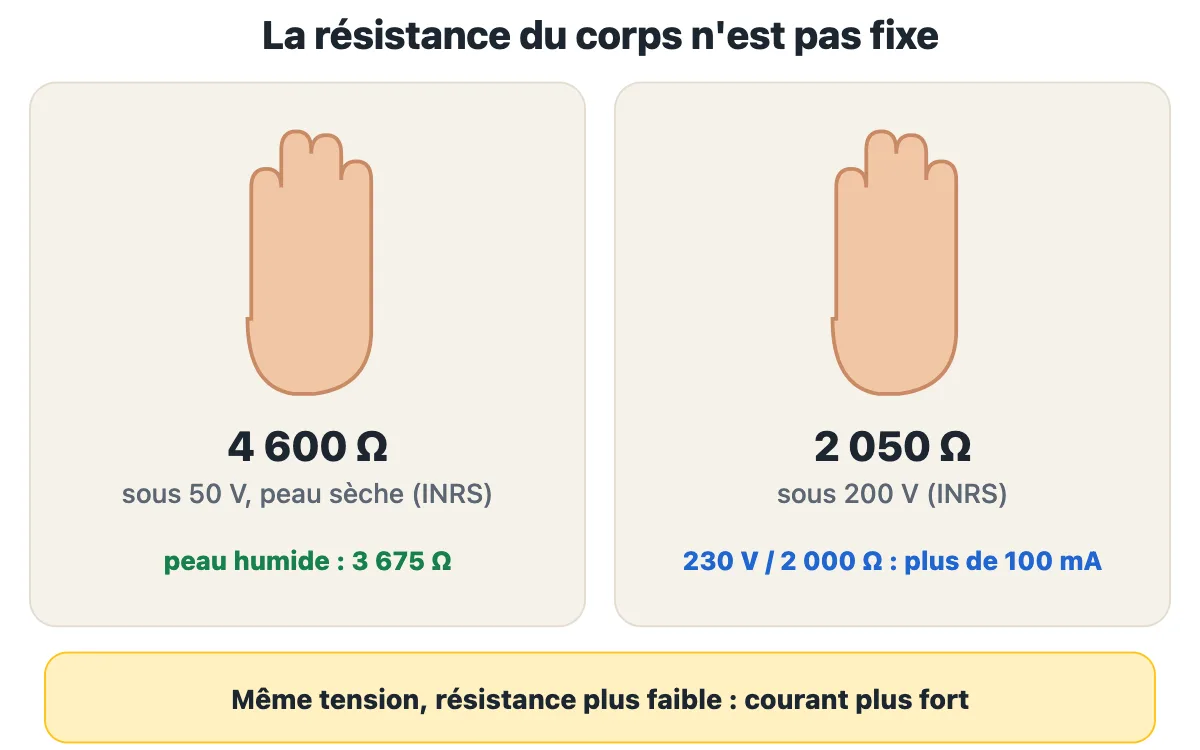 La résistance du corps n'est pas fixe
4 600 Ω
sous 50 V, peau sèche (INRS)
peau humide : 3 675 Ω
2 050 Ω
sous 200 V (INRS)
230 V / 2 000 Ω : plus de 100 mA
Même tension, résistance plus faible : courant plus fort